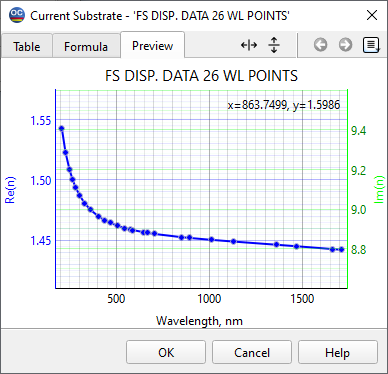 OC Current Substrate - 'FS DISP. DATA 26 WL POINTS'
Table Formula Preview
FS DISP. DATA 26 WL POINTS
x=863.7499, y=1.5986
1.55
1.50
1.45
Re(n)
9.4
9.2
9.0
8.8
Im(n)
500 1000 1500
Wavelength, nm
OK Cancel Help